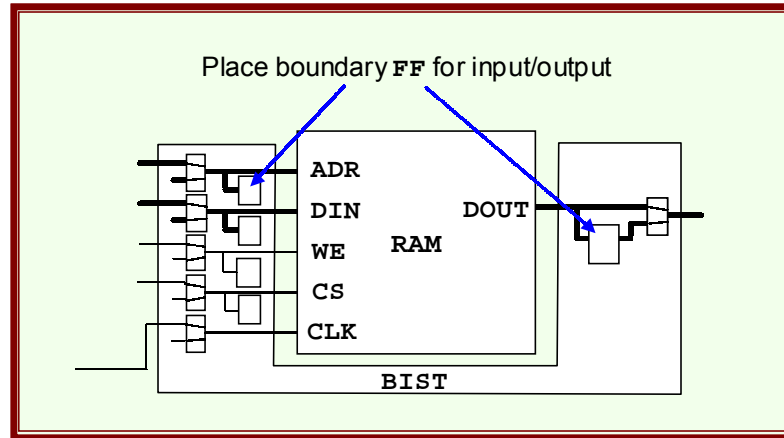 Place boundary FF for input/output
ADR
DIN
DOUT
WE
RAM
CS
CLK
BIST